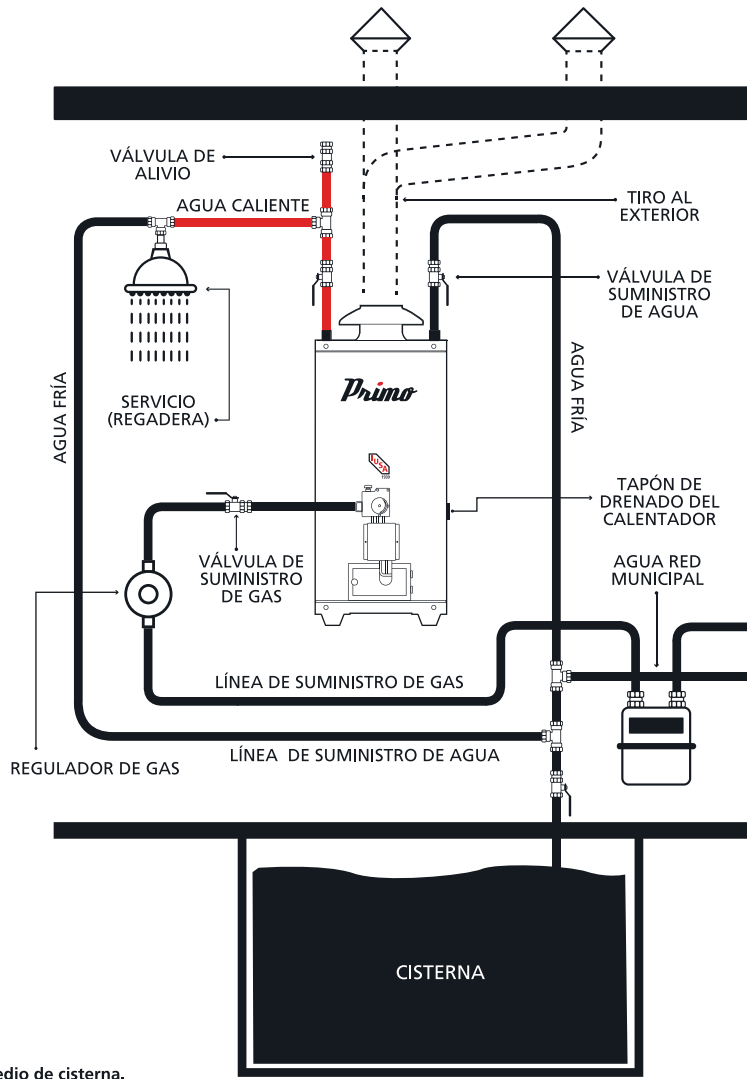 VÁLVULA DE
ALIVIO
AGUA CALIENTE
TIRO AL
EXTERIOR
VÁLVULA DE
SUMINISTRO
DE AGUA
AGUA FRÍA
SERVICIO
(REGADERA)
Primo
AGUA FRÍA
IUSA
1939
TAPÓN DE
DRENADO DEL
CALENTADOR
VÁLVULA DE
SUMINISTRO
DE GAS
AGUA RED
MUNICIPAL
LÍNEA DE SUMINISTRO DE GAS
LÍNEA DE SUMINISTRO DE AGUA
REGULADOR DE GAS
CISTERNA
edio de cisterna.